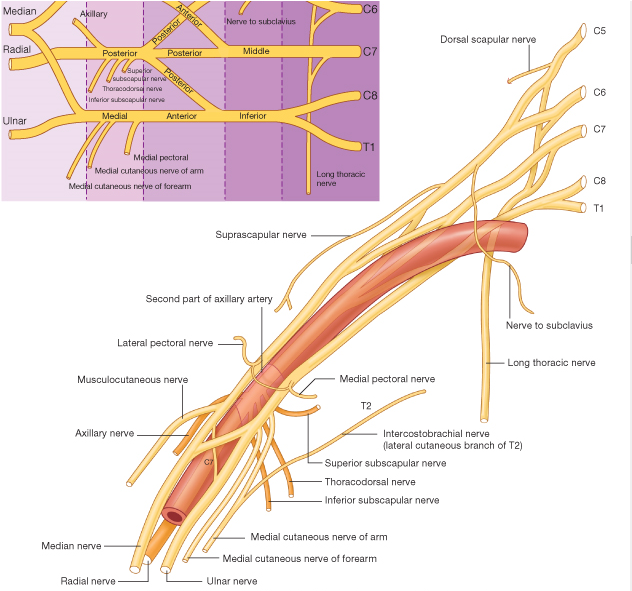 Median
Axillary
Anterior
Posterior
Nerve to subclavius
C6
Radial
Posterior
Posterior
Middle
C7
Superior
subscapular nerve
Thoracodorsal nerve
Inferior subscapular nerve
Posterior
C8
Ulnar
Medial
Anterior
Inferior
T1
Medial pectoral
Medial cutaneous nerve of arm
Medial cutaneous nerve of forearm
Long thoracic
nerve
Dorsal scapular nerve
C5
C6
C7
C8
T1
Suprascapular nerve
Second part of axillary artery
Nerve to subclavius
Lateral pectoral nerve
Long thoracic nerve
Musculocutaneous nerve
Medial pectoral nerve
T2
Axillary nerve
Intercostobrachial nerve
(lateral cutaneous branch of T2)
C7
Superior subscapular nerve
Thoracodorsal nerve
Inferior subscapular nerve
Medial cutaneous nerve of arm
Median nerve
Medial cutaneous nerve of forearm
Radial nerve
Ulnar nerve